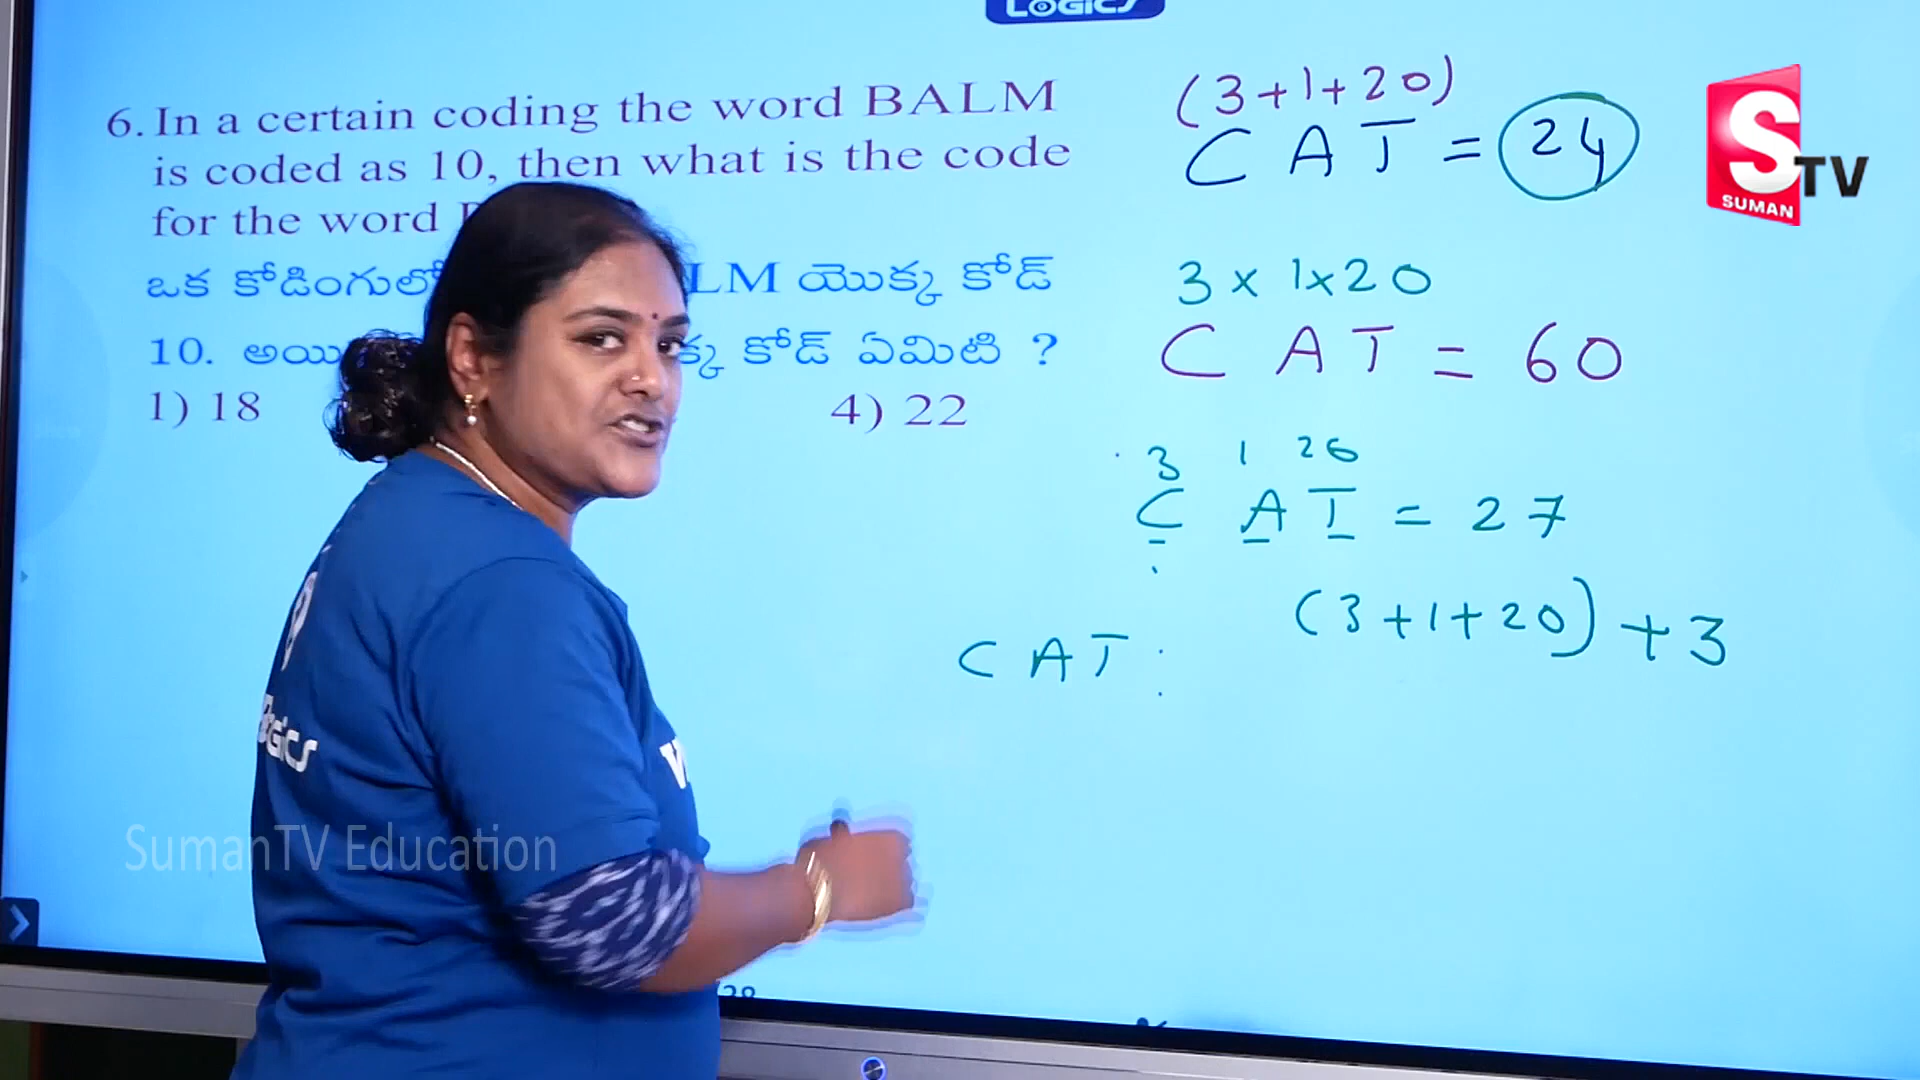 LOGICS
6. In a certain coding the word BALM
is coded as 10, then what is the code
for the word
ఒక కోడింగులో LM యొక్క కోడ్
10. అయి క్క కోడ్ ఏమిటి ?
1) 18 4) 22
(3+1+20)
CAT = 24
3 x 1x20
CAT = 60
3 1 26
CAT = 27
(3+1+20) + 3
CAT :
S
TV
SUMAN
OGICS
SumanTV Education